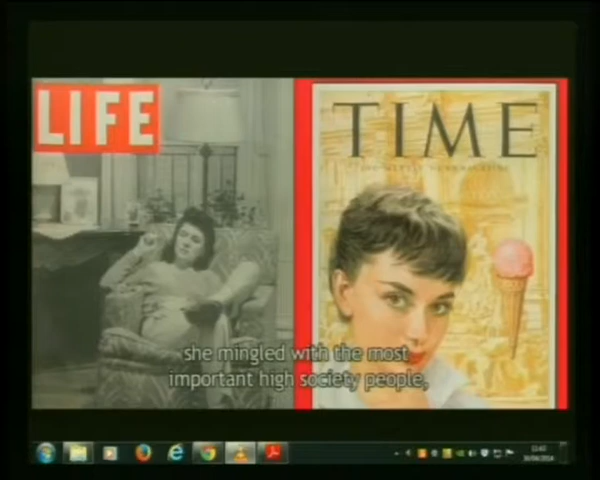 LIFE
TIME
she mingled with the most
important high society people,